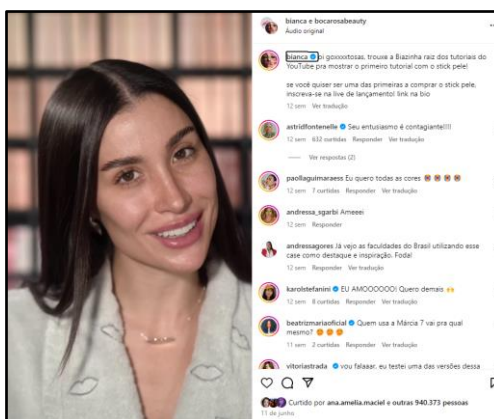 bianca e bocarosabeauty
Áudio original
bianca oi goxxxtosas, trouxe a Biazinha raiz dos tutoriais do
YouTube pra mostrar o primeiro tutorial com o stick pele!
se você quiser ser uma das primeiras a comprar o stick pele,
inscreva-se na live de lançamento! link na bio
12 sem Ver tradução
astridfontenelle Seu entusiasmo é contagiante!!!!
12 sem 632 curtidas Responder Ver tradução
Ver respostas (2)
paollaguimaraess Eu quero todas as cores
12 sem 7 curtidas Responder Ver tradução
andressa_sgarbi Ameeei
12 sem Responder
andressagores Já vejo as faculdades do Brasil utilizando esse
case como destaque e inspiração. Foda!
12 sem Responder Ver tradução
karolstefanini EU AMOOOOOO! Quero demais
12 sem 8 curtidas Responder Ver tradução
beatrizmariaoficial Quem usa a Márcia 7 vai pra qual
mesmo?
11 sem 2 curtidas Responder Ver tradução
vitoriastrada vou falaaar, eu testei uma das versões dessa
Curtido por ana.amelia.maciel e outras 940.373 pessoas
11 de junho